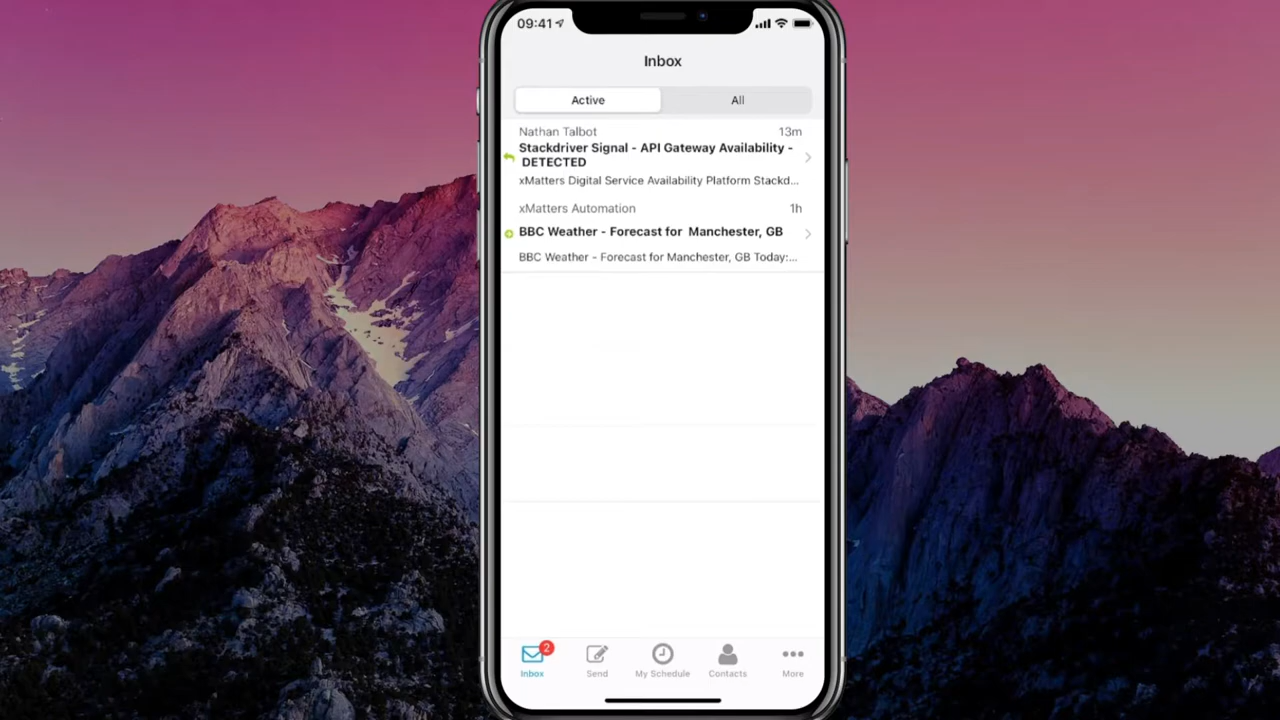 09:41
Inbox
Active
All
Nathan Talbot
13m
Stackdriver Signal - API Gateway Availability -
DETECTED
xMatters Digital Service Availability Platform Stackd...
xMatters Automation
1h
BBC Weather - Forecast for  Manchester, GB
BBC Weather - Forecast for Manchester, GB Today:...
2
Inbox
Send
My Schedule
Contacts
More